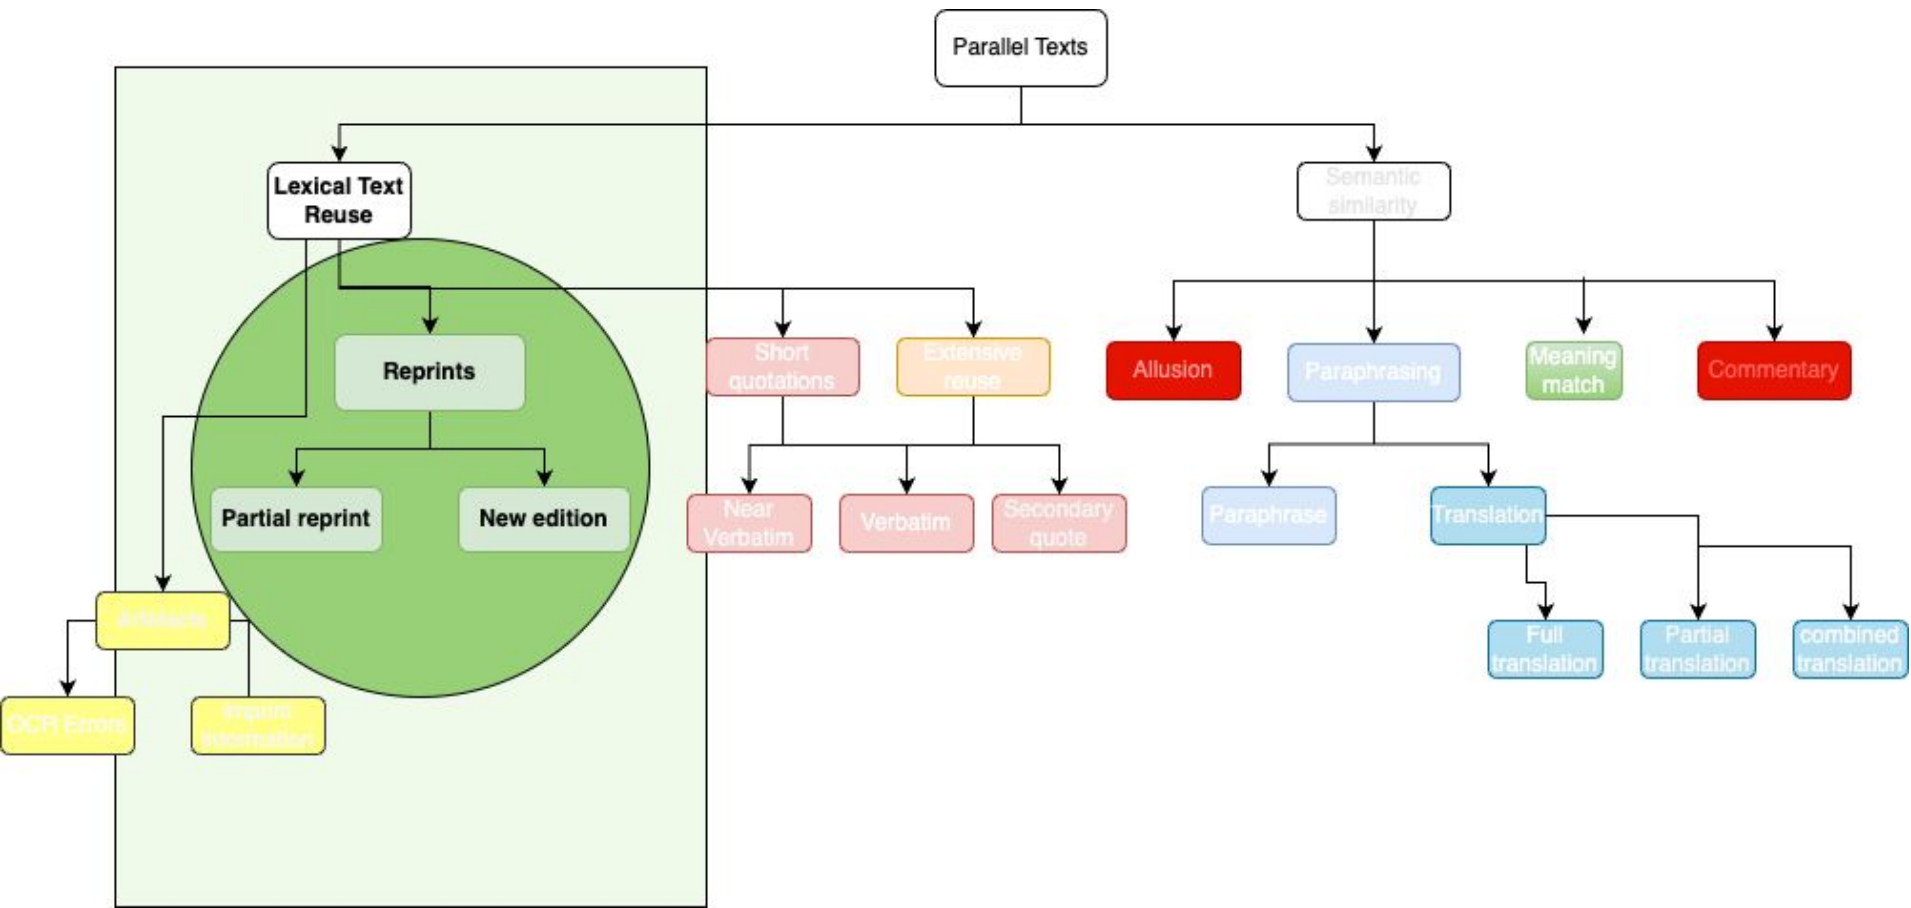 Parallel Texts
Lexical Text
Reuse
Semantic
similarity
Reprints
Short
quotations
Extensive
reuse
Allusion
Paraphrasing
Meaning
match
Commentary
Partial reprint
New edition
Near
Verbatim
Verbatim
Secondary
quote
Paraphrase
Translation
Artefacts
Full
translation
Partial
translation
combined
translation
OCR Errors
Imprint
information